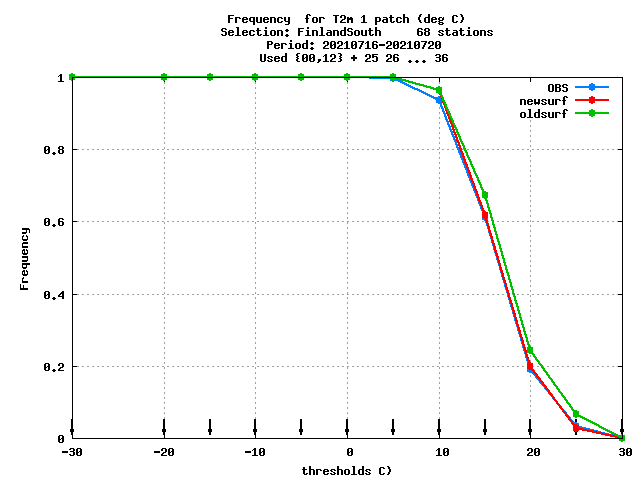 Frequency  for T2m 1 patch (deg C)
Selection: FinlandSouth     68 stations
Period: 20210716-20210720
Used {00,12} + 25 26 ... 36
OBS
newsurf
oldsurf
1
0.8
0.6
0.4
0.2
0
Frequency
-30 -20 -10 0 10 20 30
thresholds C)